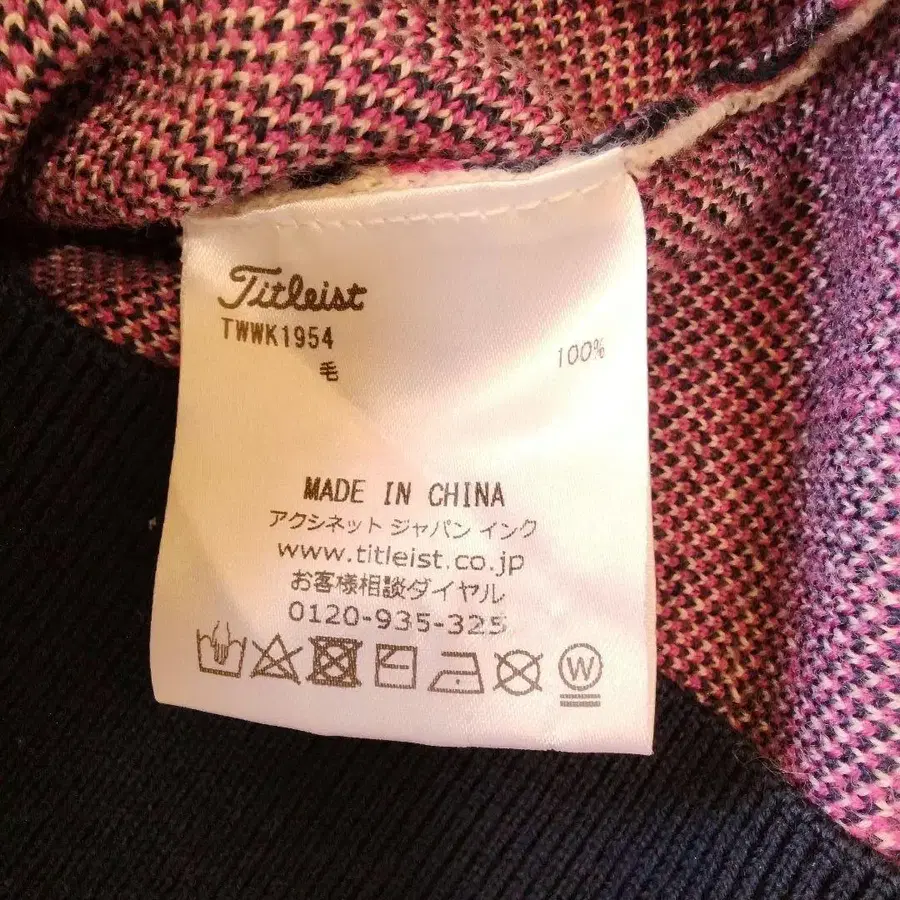 Titleist
TWWK1954
毛 100%
MADE IN CHINA
アクシネット ジャパン インク
www.titleist.co.jp
お客様相談ダイヤル
0120-935-325
W